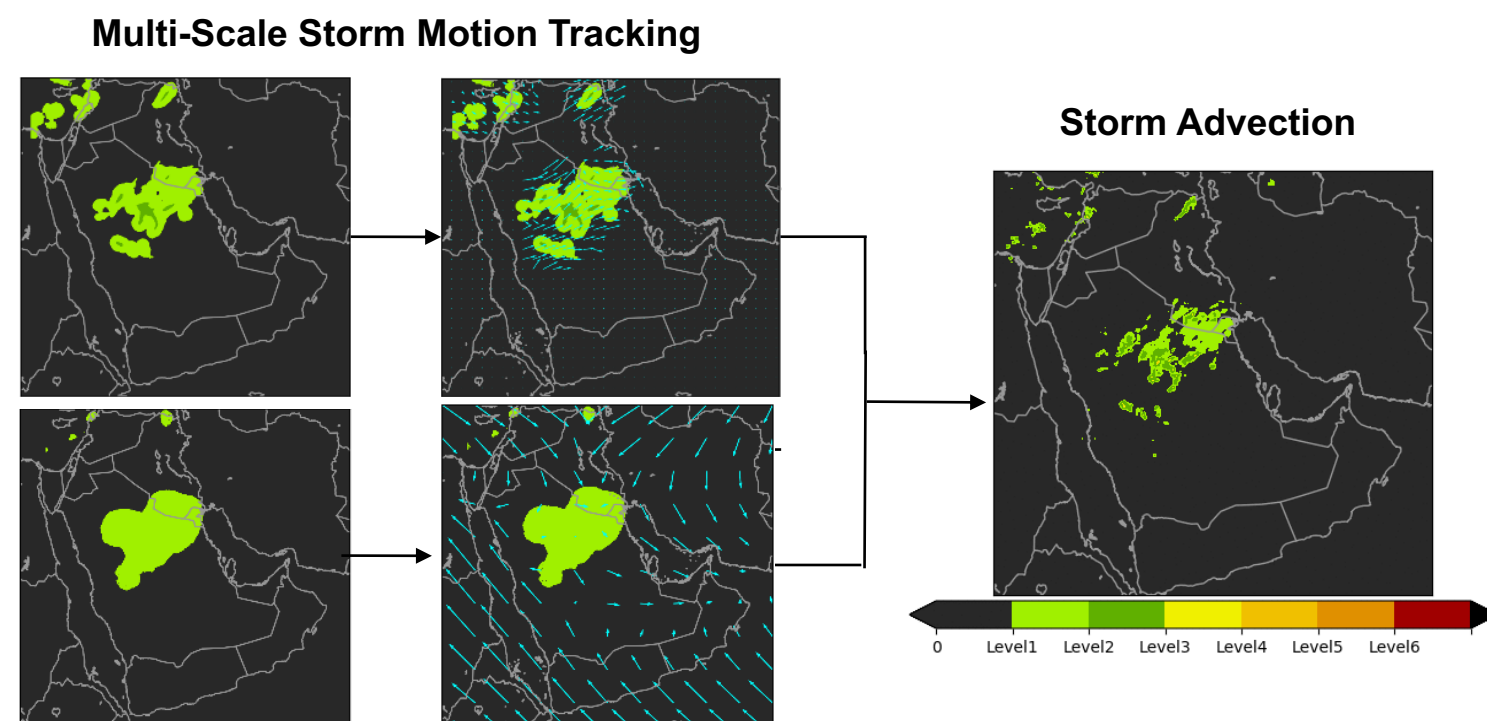 Multi-Scale Storm Motion Tracking
Storm Advection
0 Level1 Level2 Level3 Level4 Level5 Level6